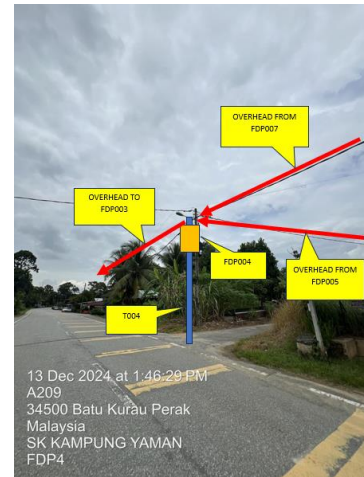 OVERHEAD FROM
FDP007
OVERHEAD TO
FDP003
FDP004
OVERHEAD FROM
FDP005
T004
13 Dec 2024 at 1:46:29 PM
A209
34500 Batu Kurau Perak
Malaysia
SK KAMPUNG YAMAN
FDP4